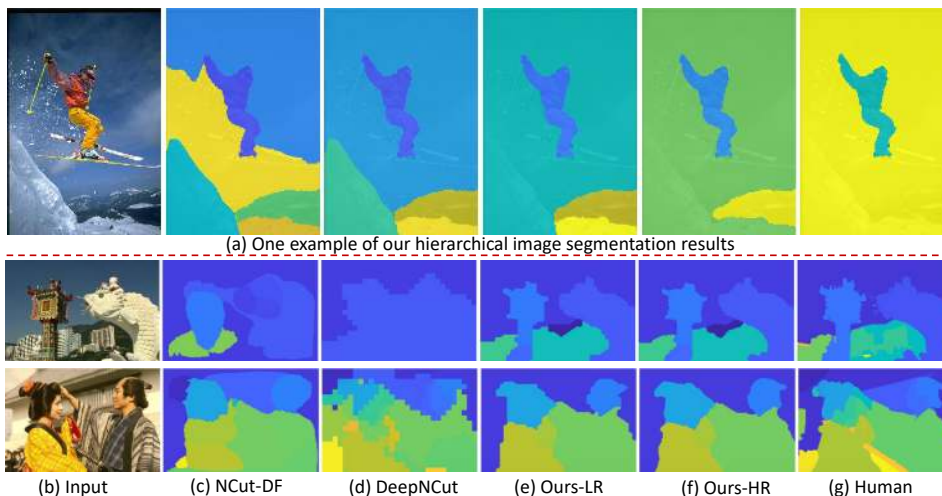 (a) One example of our hierarchical image segmentation results
(b) Input (c) NCut-DF (d) DeepNCut (e) Ours-LR (f) Ours-HR (g) Human